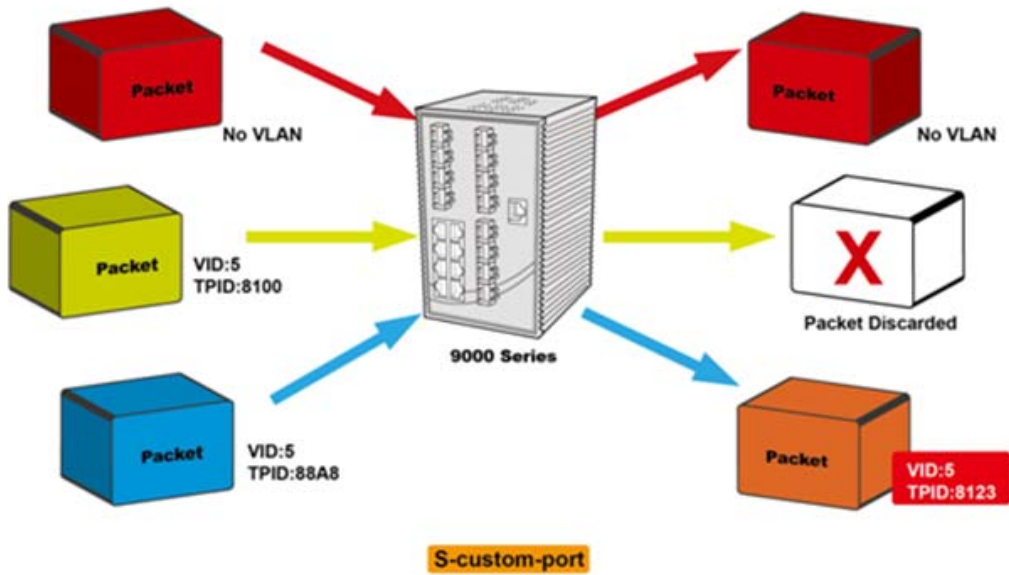 Packet
No VLAN
Packet
No VLAN
Packet
VID:5
TPID:8100
X
Packet Discarded
9000 Series
Packet
VID:5
TPID:88A8
Packet
VID:5
TPID:8123
S-custom-port